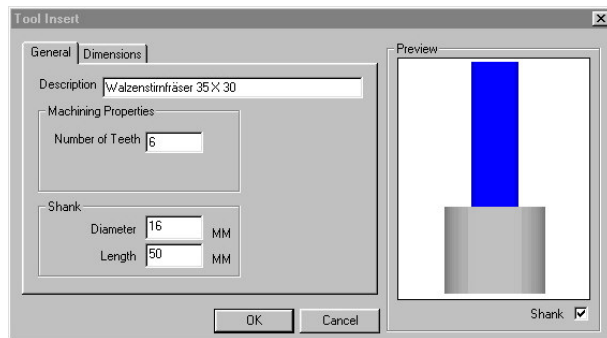 Tool Insert
General
Dimensions
Description Walzenstirnfräser 35 X 30
Machining Properties
Number of Teeth 6
Shank
Diameter 16 MM
Length 50 MM
OK
Cancel
Preview
Shank